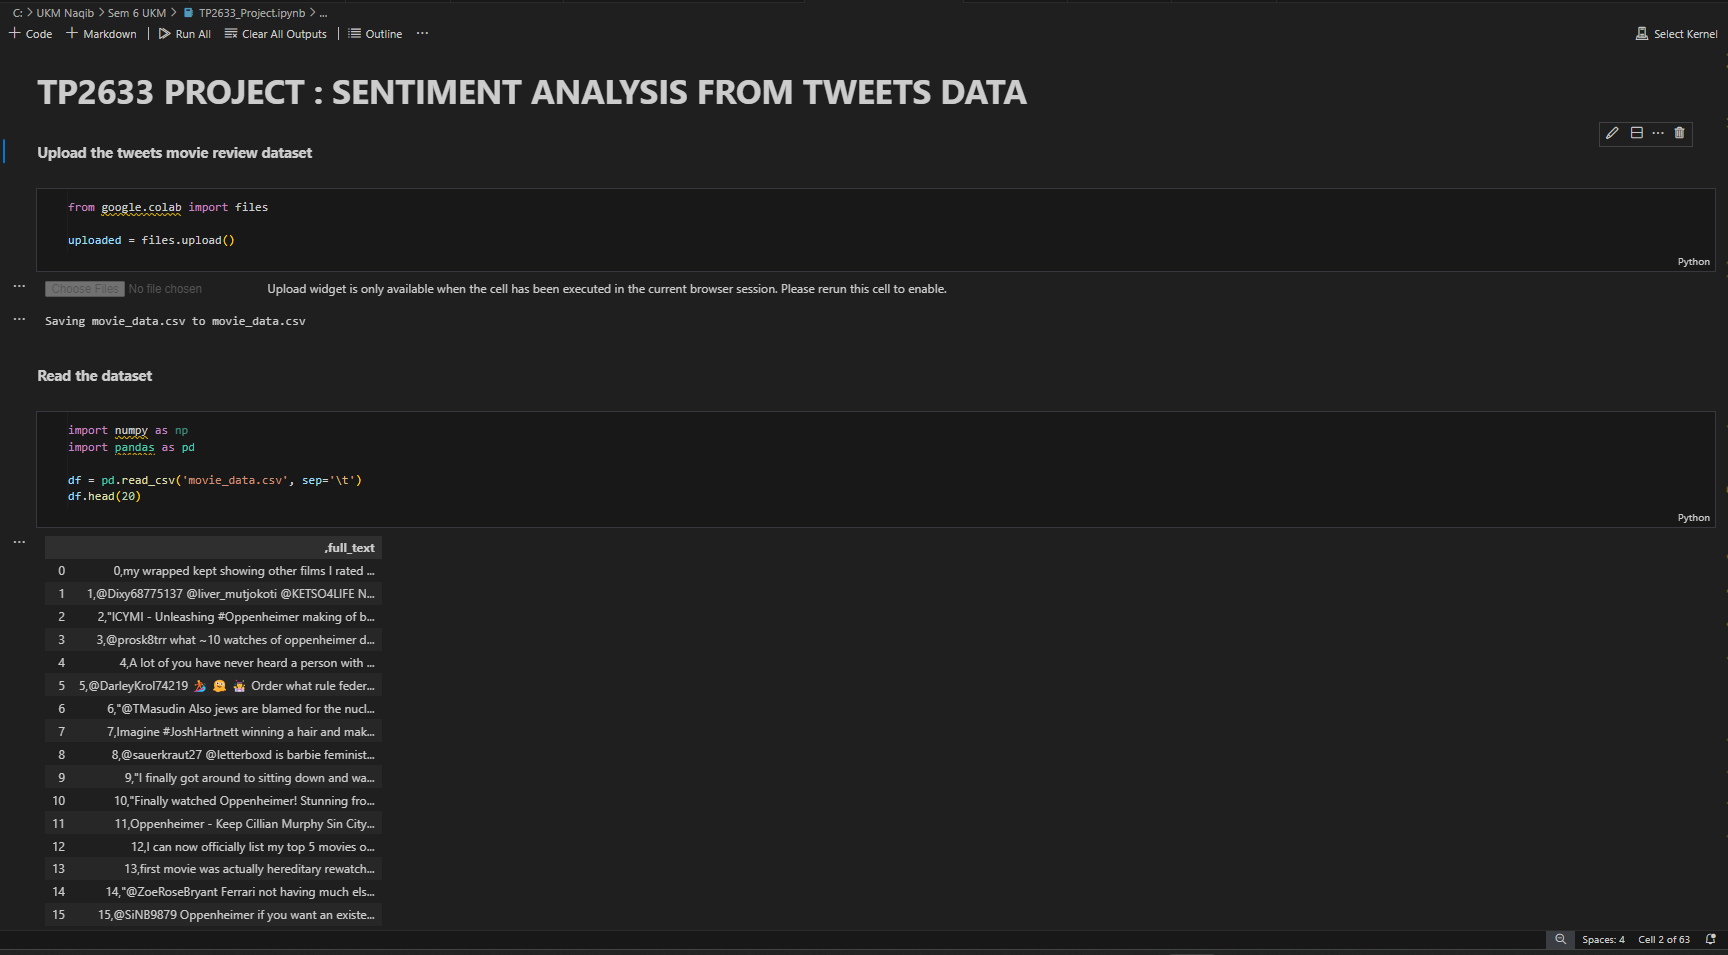 C: > UKM Naqib > Sem 6 UKM > TP2633_Project.ipynb > ...
+ Code + Markdown | Run All Clear All Outputs | Outline ... Select Kernel
TP2633 PROJECT : SENTIMENT ANALYSIS FROM TWEETS DATA
Upload the tweets movie review dataset
from google.colab import files
uploaded = files.upload()
Python
Choose Files No file chosen Upload widget is only available when the cell has been executed in the current browser session. Please rerun this cell to enable.
Saving movie_data.csv to movie_data.csv
Read the dataset
import numpy as np
import pandas as pd
df = pd.read_csv('movie_data.csv', sep='\t')
df.head(20)
Python
,full_text
0 0,my wrapped kept showing other films I rated ...
1 1,@Dixy68775137 @liver_mutjokoti @KETSO4LIFE N...
2 2,"ICYMI - Unleashing #Oppenheimer making of b...
3 3,@prosk8trr what ~10 watches of oppenheimer d...
4 4,A lot of you have never heard a person with ...
5 5,@DarleyKrol74219 🏄 🤗 👩‍🎤 Order what rule feder...
6 6,"@TMasudin Also jews are blamed for the nucl...
7 7,Imagine #JoshHartnett winning a hair and mak...
8 8,@sauerkraut27 @letterboxd is barbie feminist...
9 9,"I finally got around to sitting down and wa...
10 10,"Finally watched Oppenheimer! Stunning fro...
11 11,Oppenheimer - Keep Cillian Murphy Sin City...
12 12,I can now officially list my top 5 movies o...
13 13,first movie was actually hereditary rewatch...
14 14,"@ZoeRoseBryant Ferrari not having much els...
15 15,@SiNB9879 Oppenheimer if you want an existe...
Spaces: 4 Cell 2 of 63